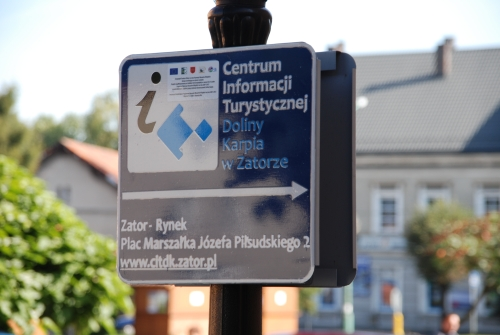 Centrum
Informacji
Turystycznej
Doliny
Karpia
w Zatorze
Zator - Rynek
Plac Marszałka Józefa Piłsudskiego 2
www.citdk.zator.pl